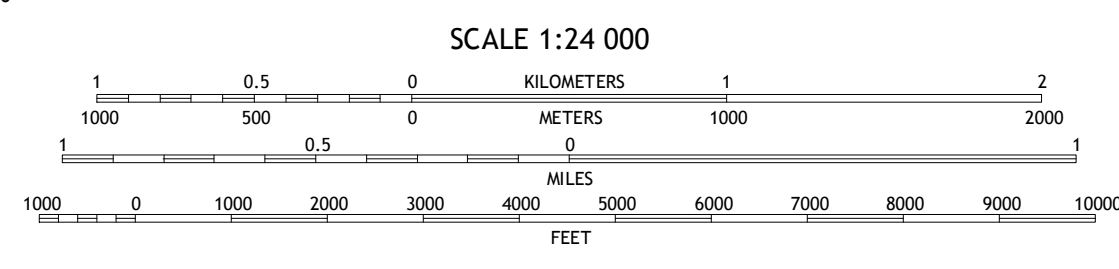 SCALE 1:24 000
1 0.5 0 KILOMETERS 1 2
1000 500 0 METERS 1000 2000
1 0.5 0 1
MILES
1000 0 1000 2000 3000 4000 5000 6000 7000 8000 9000 10000
FEET